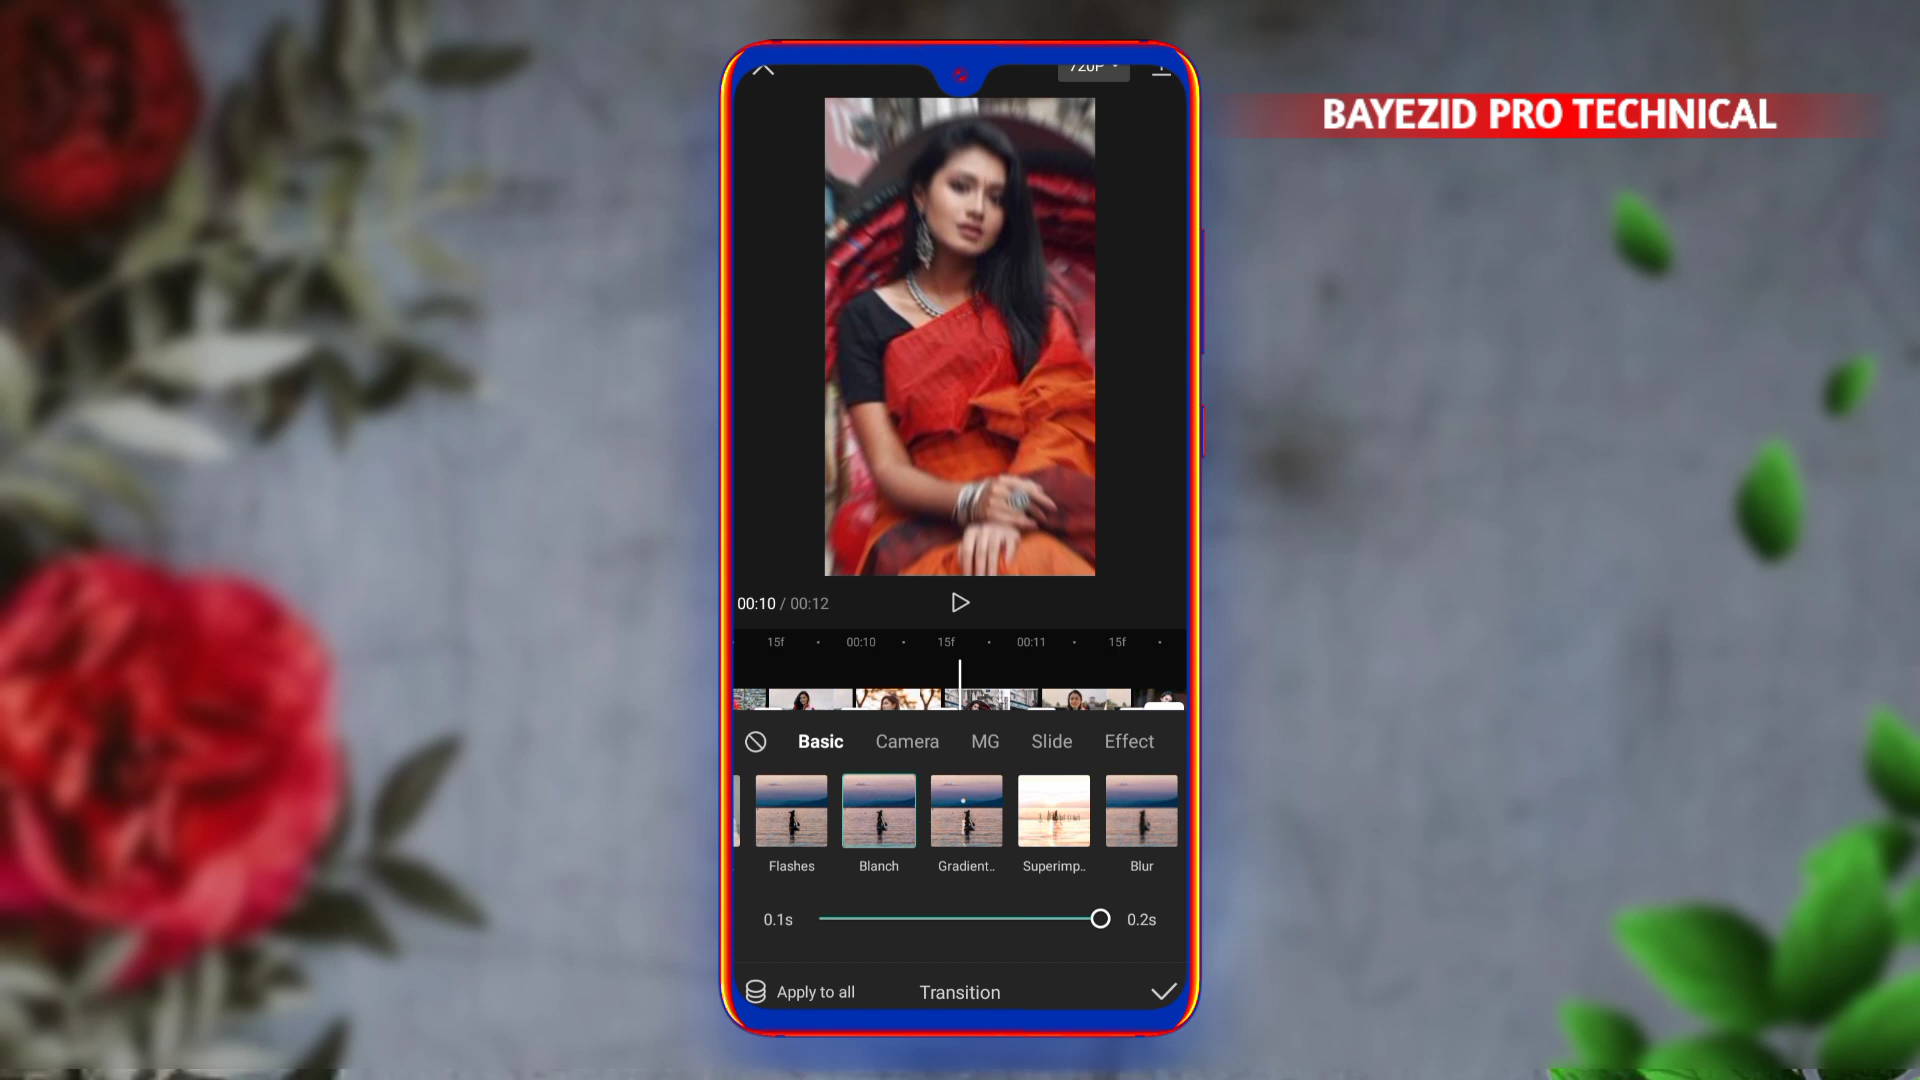 720P
BAYEZID PRO TECHNICAL
00:10 / 00:12
15f 00:10 15f 00:11 15f
Basic Camera MG Slide Effect
Flashes Blanch Gradient.. Superimp.. Blur
0.1s 0.2s
Apply to all Transition